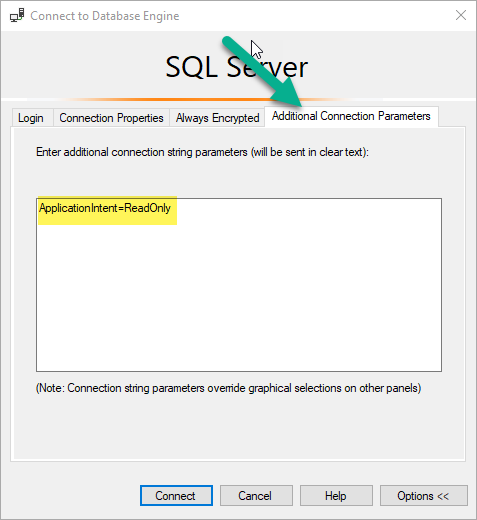 Connect to Database Engine
SQL Server
Login Connection Properties Always Encrypted Additional Connection Parameters
Enter additional connection string parameters (will be sent in clear text):
ApplicationIntent=ReadOnly
(Note: Connection string parameters override graphical selections on other panels)
Connect Cancel Help Options <<